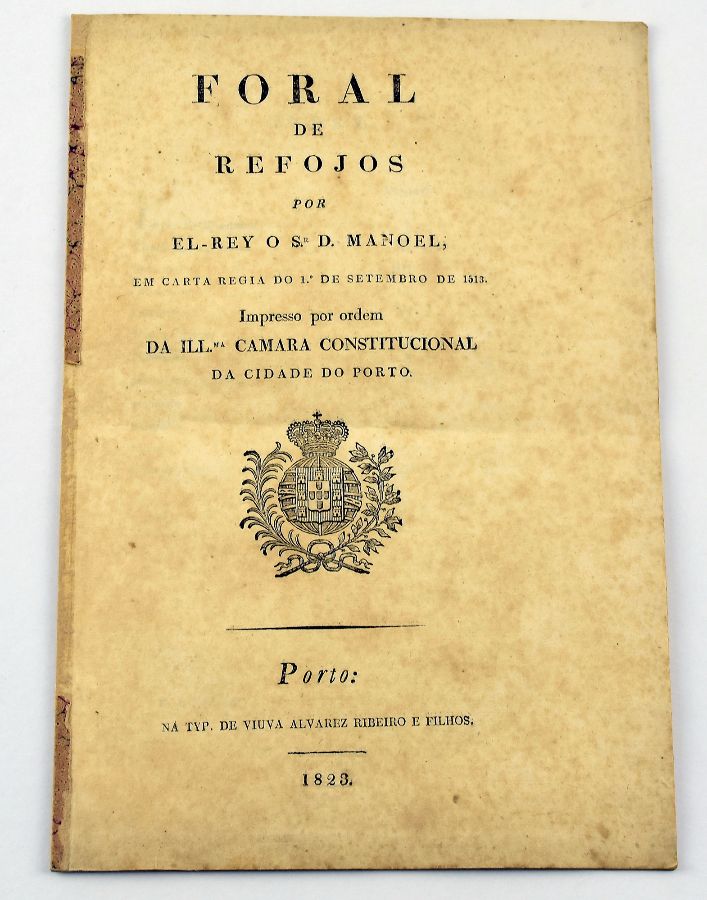 FORAL
DE
REFOJOS
POR
EL-REY O S.R D. MANOEL,
EM CARTA REGIA DO 1.º DE SETEMBRO DE 1513.
Impresso por ordem
DA ILL.MA CAMARA CONSTITUCIONAL
DA CIDADE DO PORTO.
Porto:
NA TYP. DE VIUVA ALVAREZ RIBEIRO E FILHOS.
1823.